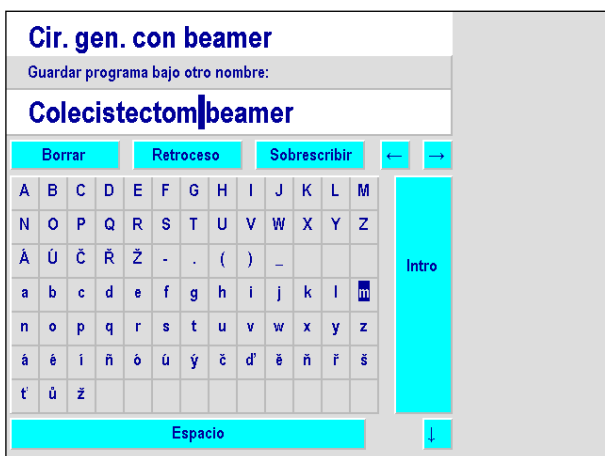 Cir. gen. con beamer
Guardar programa bajo otro nombre:
Colecistectom beamer
Borrar Retroceso Sobrescribir ← →
A B C D E F G H I J K L M
N O P Q R S T U V W X Y Z
Á Ú Č Ř Ž - . ( ) _
Intro
a b c d e f g h i j k l m
n o p q r s t u v w x y z
á é í ñ ó ú ý č ď ě ň ř š
ť ů ž
Espacio ↓